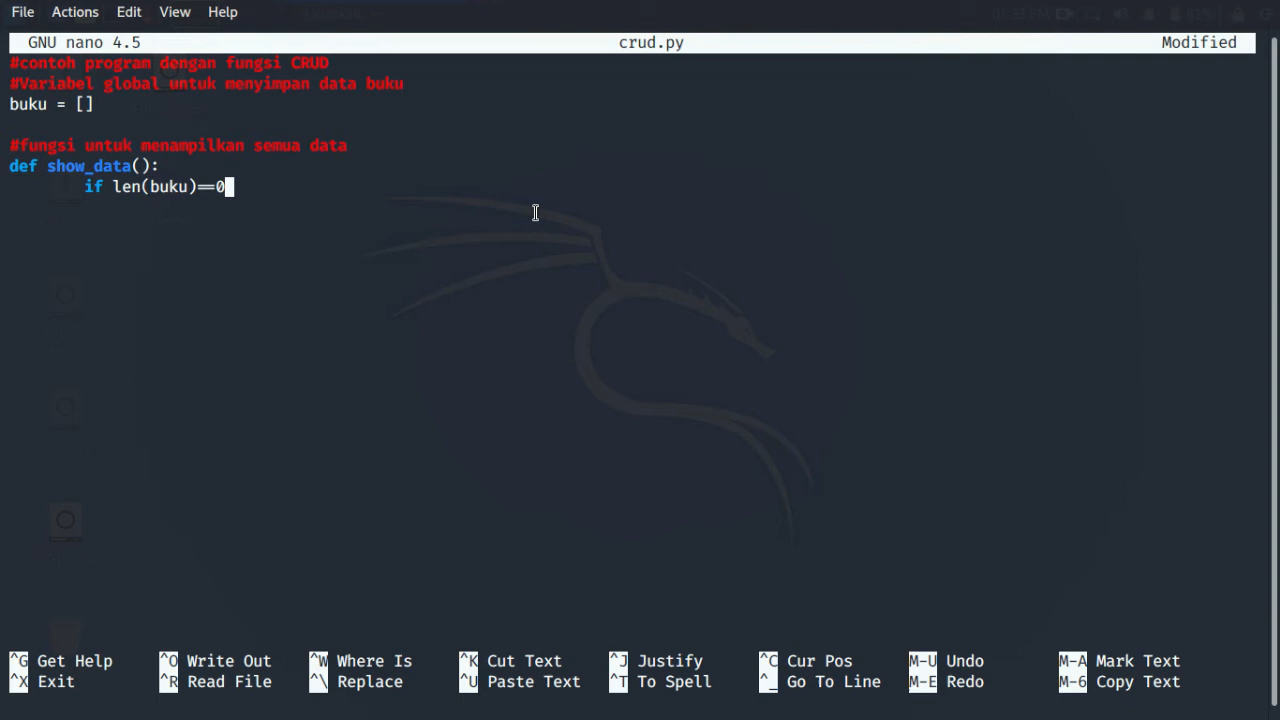 File Actions Edit View Help
GNU nano 4.5 crud.py Modified
#contoh program dengan fungsi CRUD
#Variabel global untuk menyimpan data buku
buku = []
#fungsi untuk menampilkan semua data
def show_data():
if len(buku)==0
^G Get Help ^O Write Out ^W Where Is ^K Cut Text ^J Justify ^C Cur Pos M-U Undo M-A Mark Text
^X Exit ^R Read File ^\ Replace ^U Paste Text ^T To Spell ^_ Go To Line M-E Redo M-6 Copy Text